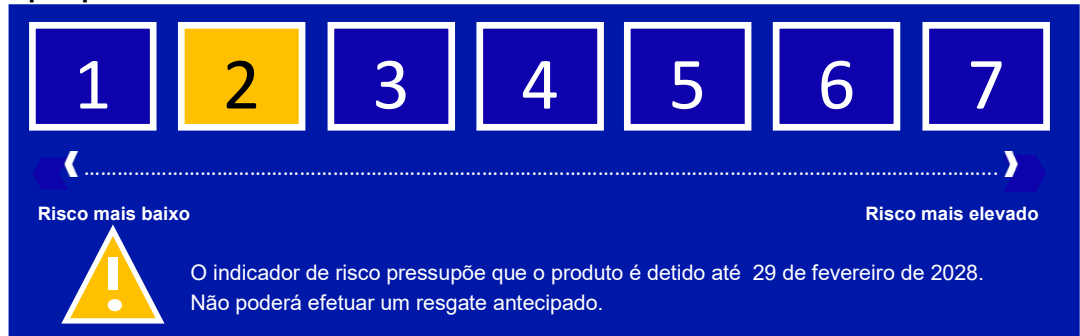 1 2 3 4 5 6 7
Risco mais baixo Risco mais elevado
O indicador de risco pressupõe que o produto é detido até 29 de fevereiro de 2028.
Não poderá efetuar um resgate antecipado.